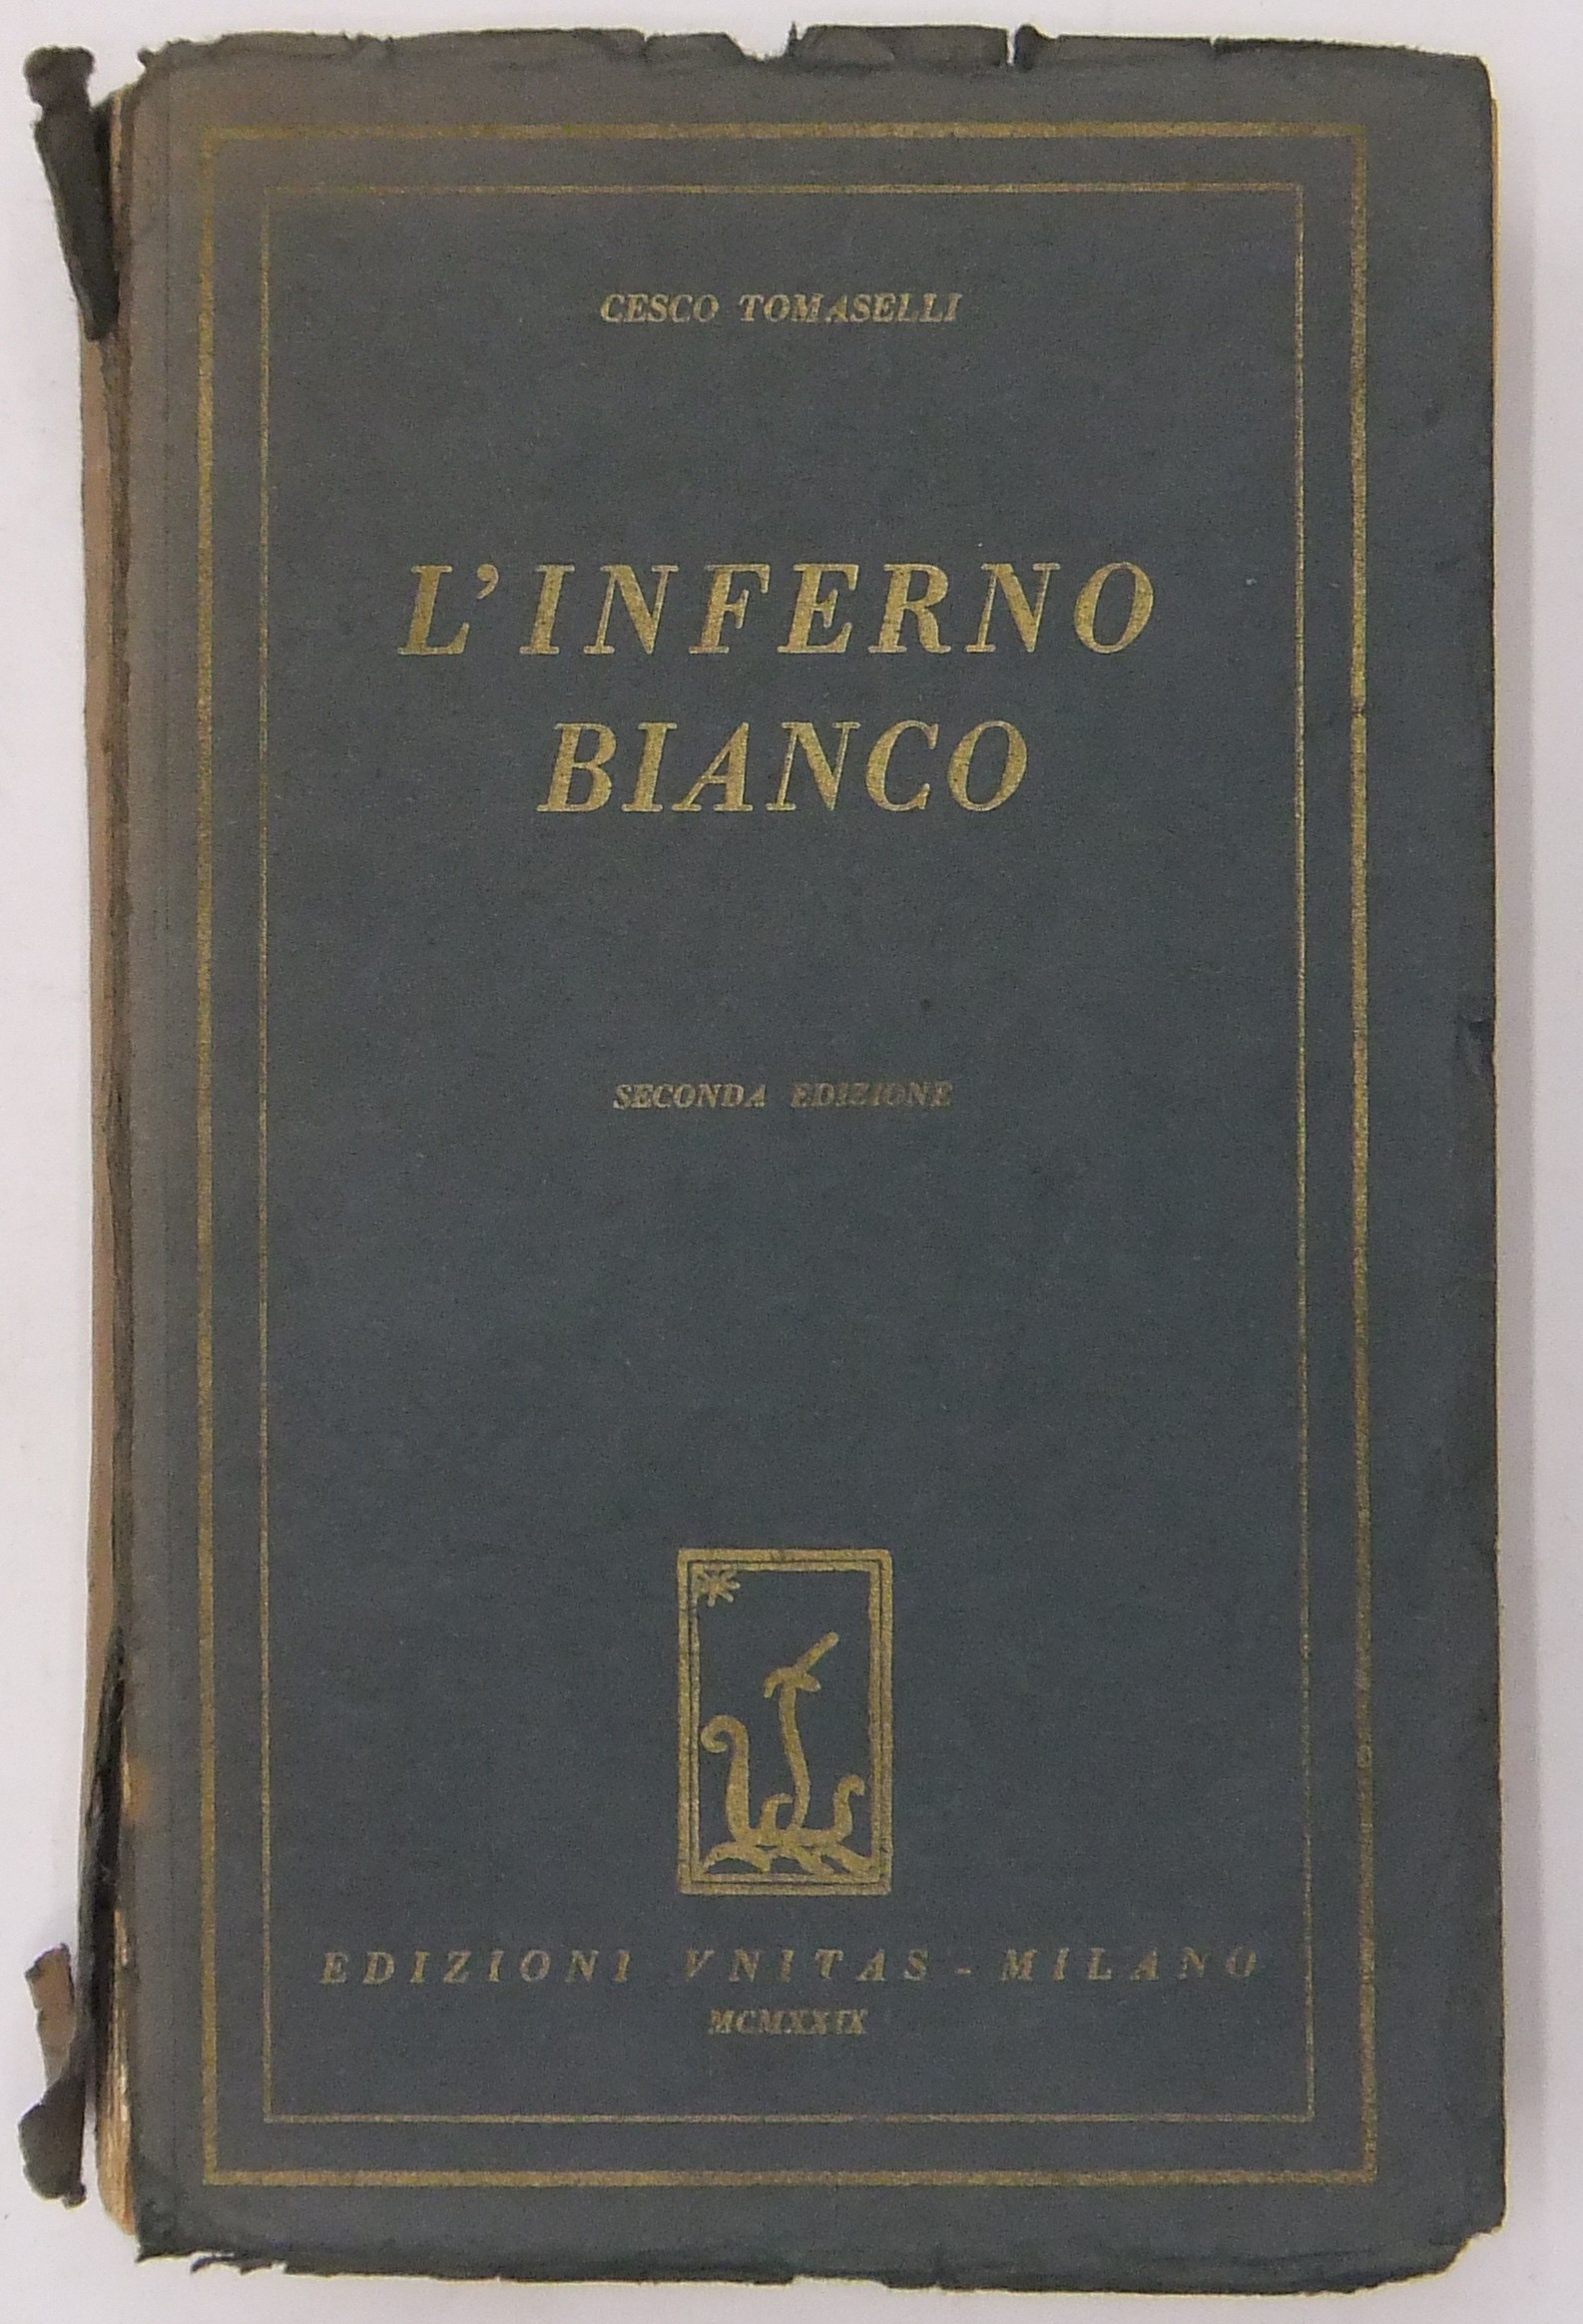 CESCO TOMASELLI
L'INFERNO
BIANCO
SECONDA EDIZIONE
EDIZIONI VNITAS - MILANO
MCMXXIX